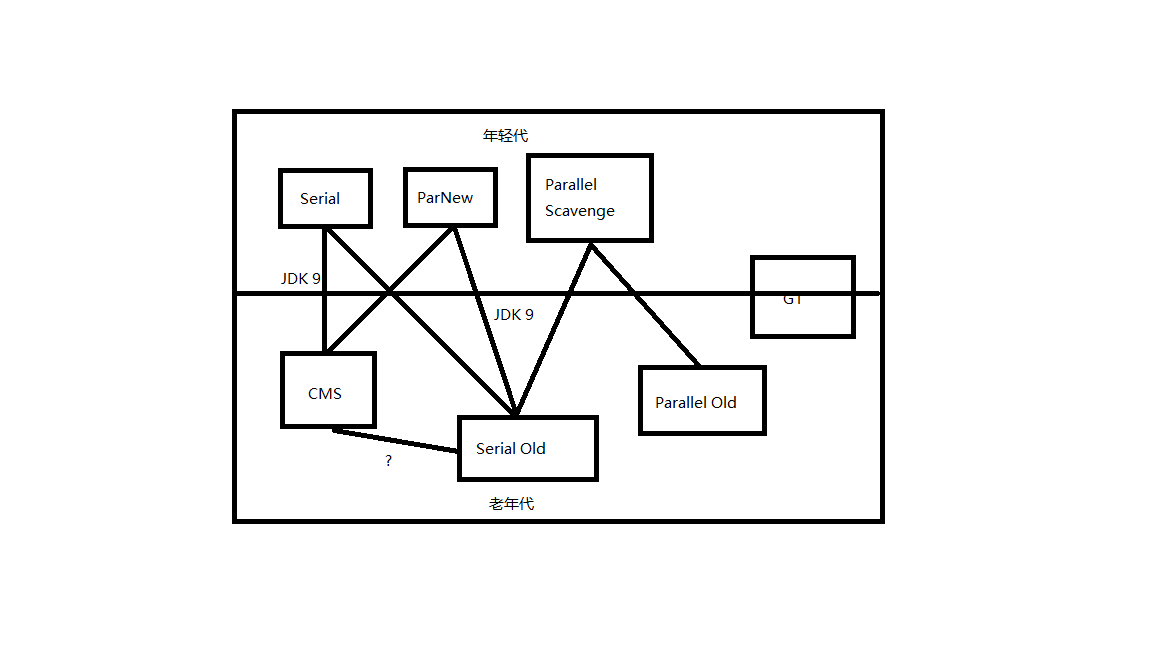 年轻代
Serial
ParNew
Parallel
Scavenge
JDK 9
JDK 9
CMS
Parallel Old
Serial Old
?
老年代